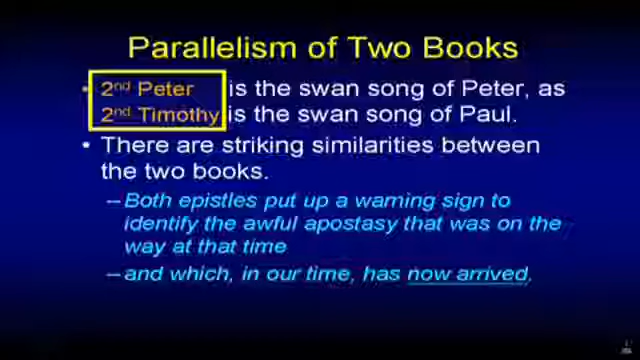 Parallelism of Two Books
• 2nd Peter is the swan song of Peter, as
2nd Timothy is the swan song of Paul.
• There are striking similarities between
the two books.
–Both epistles put up a warning sign to
identify the awful apostasy that was on the
way at that time
–and which, in our time, has now arrived.